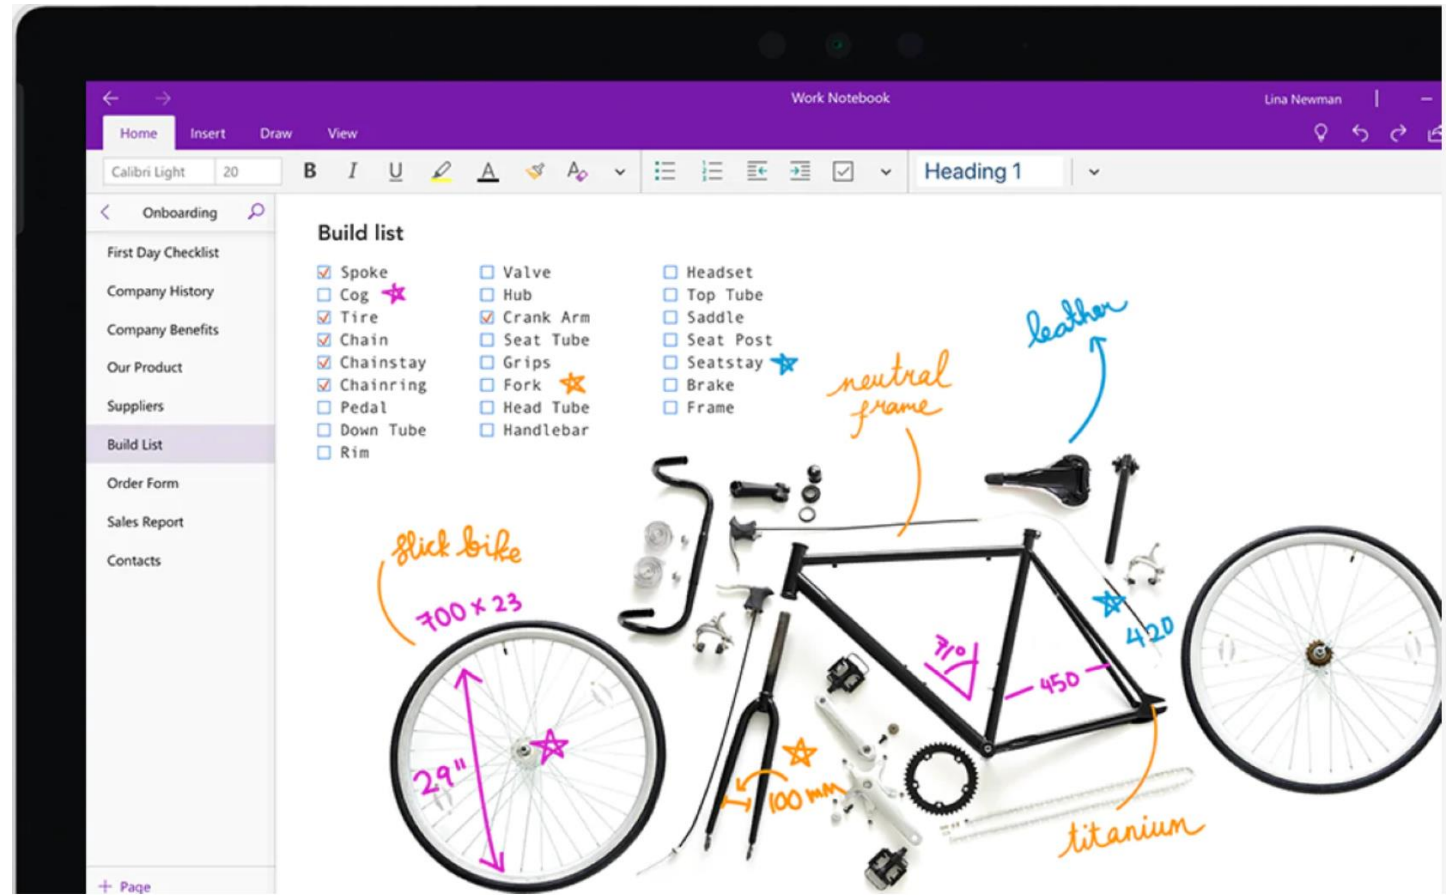 Work Notebook
Lina Newman
Home Insert Draw View
Calibri Light 20 B I U A A Heading 1
Onboarding
First Day Checklist
Company History
Company Benefits
Our Product
Suppliers
Build List
Order Form
Sales Report
Contacts
+ Page
Build list
Spoke
Cog
Tire
Chain
Chainstay
Chainring
Pedal
Down Tube
Rim
Valve
Hub
Crank Arm
Seat Tube
Grips
Fork
Head Tube
Handlebar
Headset
Top Tube
Saddle
Seat Post
Seatstay
Brake
Frame
leather
neutral
frame
slick bike
700 x 23
29"
71°
450
420
100 mm
titanium